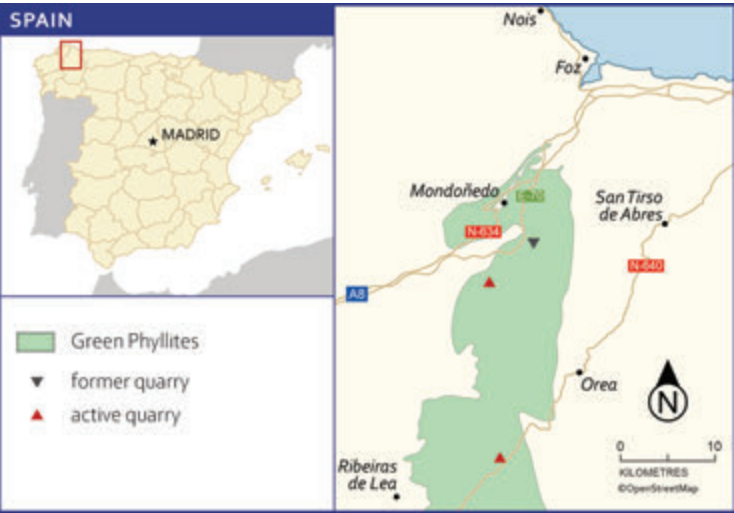 SPAIN
MADRID
Green Phyllites
former quarry
active quarry
Nois
Foz
Mondoñedo
E-70
San Tirso
de Abres
N-634
N-640
A8
Orea
N
0 10
KILOMETRES
©OpenStreetMap
Ribeiras
de Lea